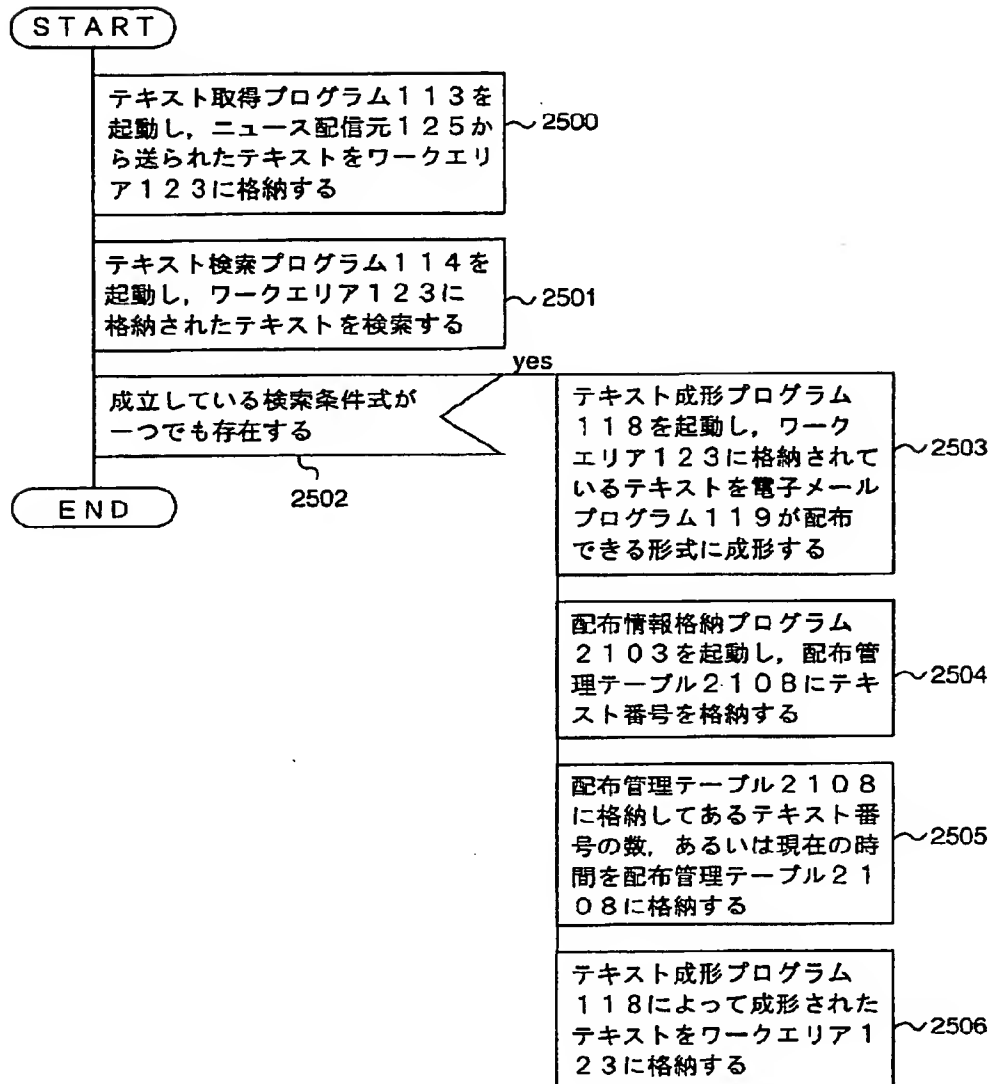 START
テキスト取得プログラム113を
起動し,ニュース配信元125か
ら送られたテキストをワークエリ
ア123に格納する
2500
テキスト検索プログラム114を
起動し,ワークエリア123に
格納されたテキストを検索する
2501
yes
成立している検索条件式が
一つでも存在する
2502
END
テキスト成形プログラム
118を起動し,ワーク
エリア123に格納されて
いるテキストを電子メール
プログラム119が配布
できる形式に成形する
2503
配布情報格納プログラム
2103を起動し,配布管
理テーブル2108にテキ
スト番号を格納する
2504
配布管理テーブル2108
に格納してあるテキスト番
号の数,あるいは現在の時
間を配布管理テーブル21
08に格納する
2505
テキスト成形プログラム
118によって成形された
テキストをワークエリア1
23に格納する
2506